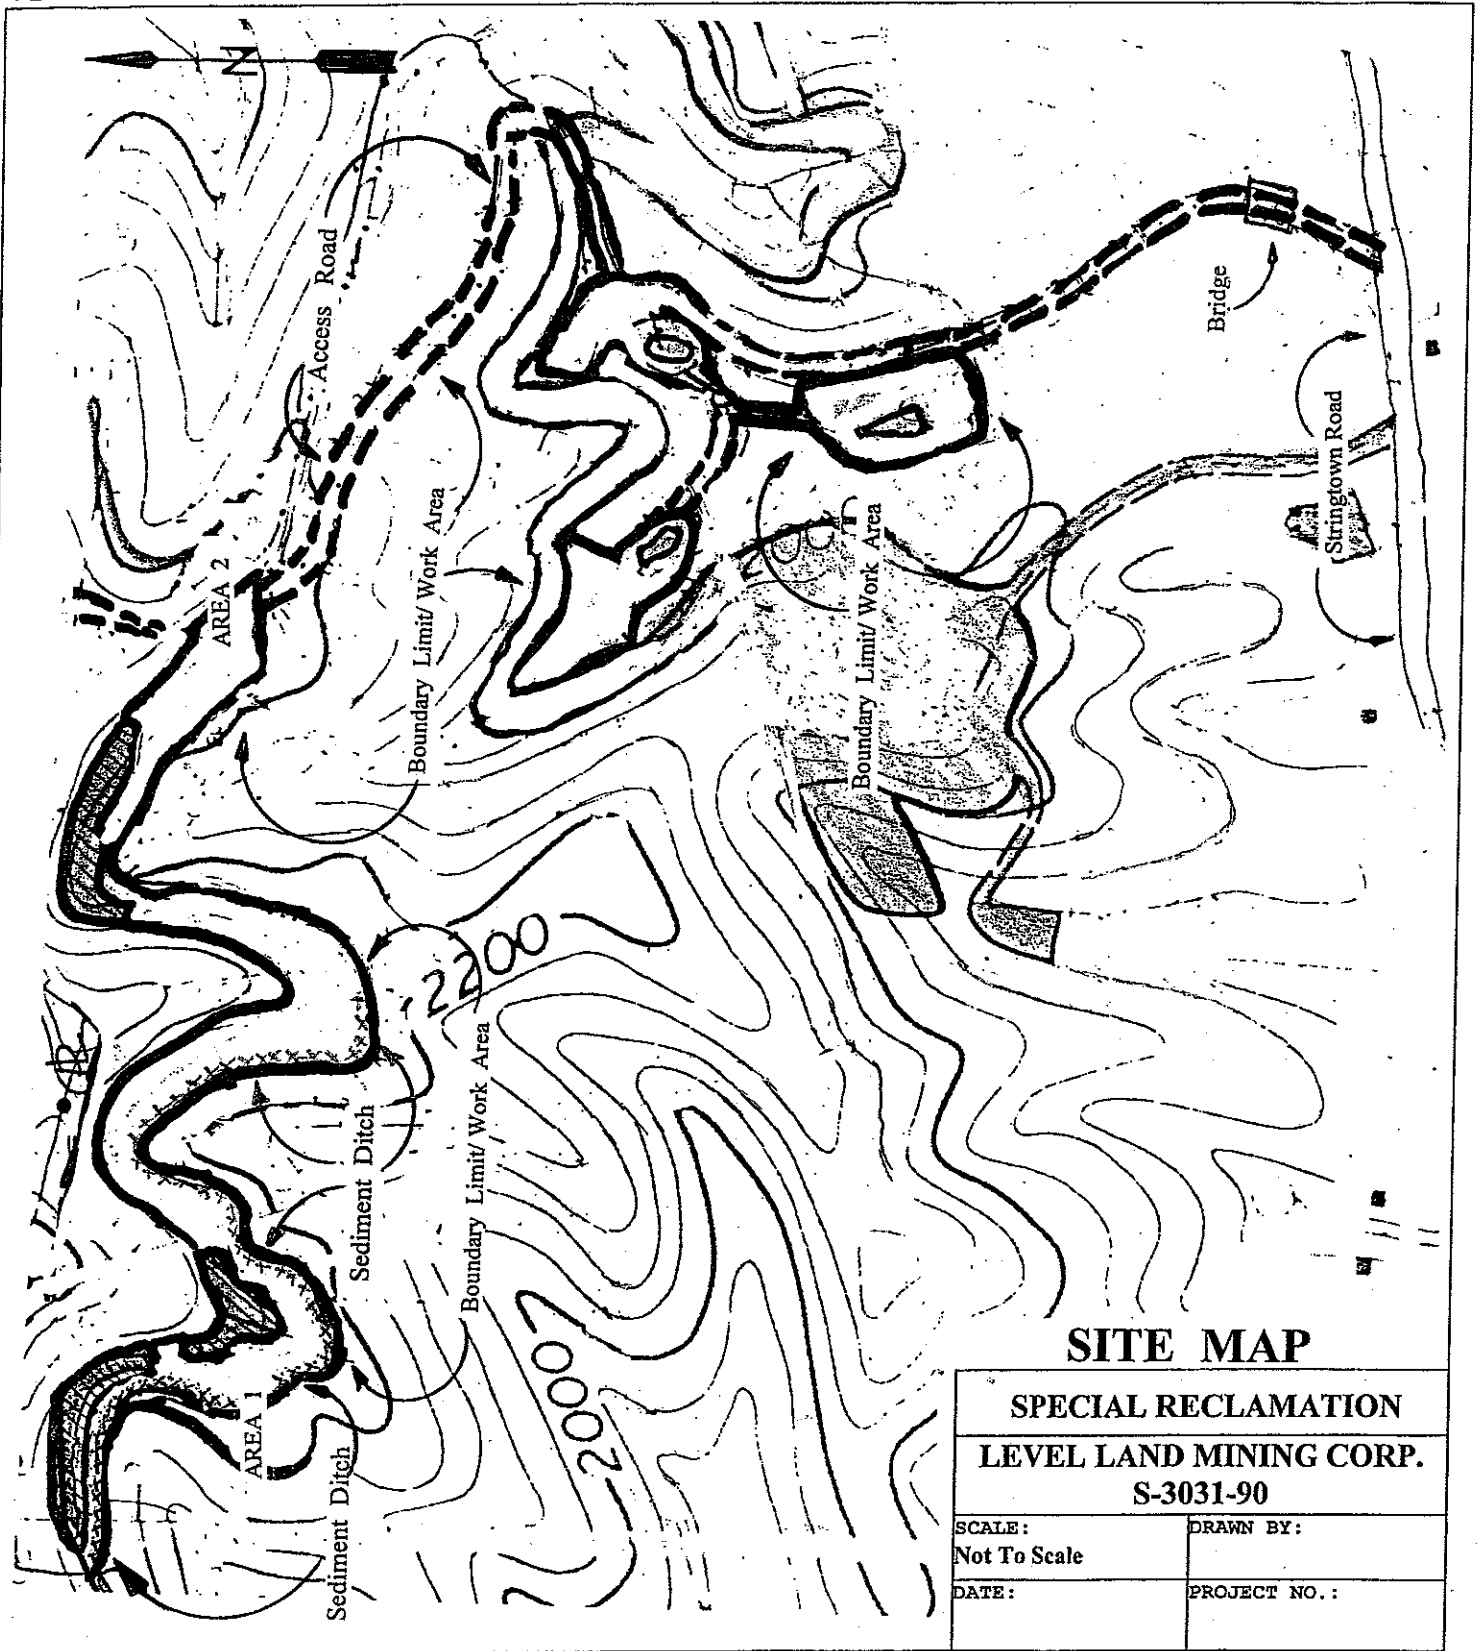 N
Access Road
AREA 2
Boundary Limit/ Work Area
Bridge
Stringtown Road
Boundary Limit/ Work Area
2200
Sediment Ditch
Boundary Limit/ Work Area
2000
AREA 1
Sediment Ditch
SITE MAP
SPECIAL RECLAMATION
LEVEL LAND MINING CORP.
S-3031-90
SCALE:
Not To Scale
DRAWN BY:
DATE:
PROJECT NO.: